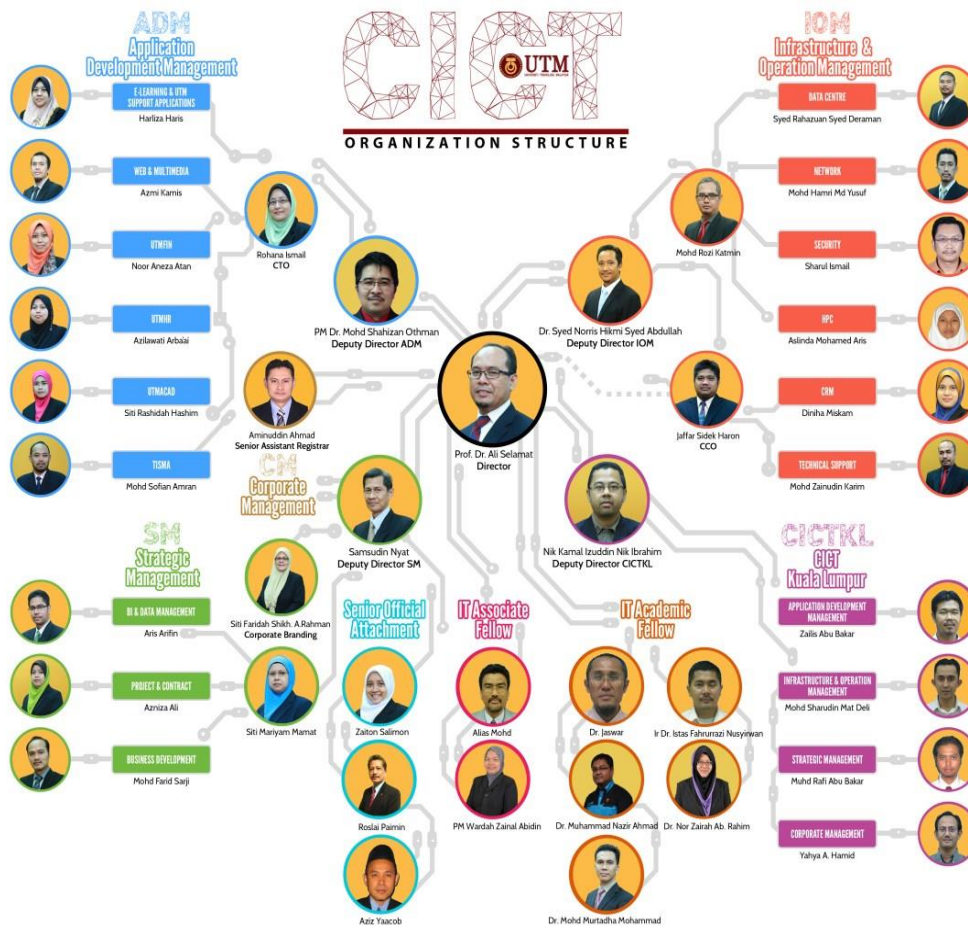 CICT
UTM
UNIVERSITI TEKNOLOGI MALAYSIA
ORGANIZATION STRUCTURE
ADM
Application
Development Management
E-LEARNING & UTM
SUPPORT APPLICATIONS
Harliza Haris
WEB & MULTIMEDIA
Azmi Kamis
UTMFIN
Noor Aneza Atan
UTMHR
Azilawati Arbaiai
UTMACAD
Siti Rashidah Hashim
TISMA
Mohd Sofian Amran
Rohana Ismail
CTO
PM Dr. Mohd Shahizan Othman
Deputy Director ADM
IOM
Infrastructure &
Operation Management
DATA CENTRE
Syed Rahazuan Syed Deraman
NETWORK
Mohd Hamri Md Yusuf
SECURITY
Sharul Ismail
HPC
Aslinda Mohamed Aris
CRM
Diniha Miskam
TECHNICAL SUPPORT
Mohd Zainudin Karim
Mohd Rozi Katmin
Dr. Syed Norris Hikmi Syed Abdullah
Deputy Director IOM
Jaffar Sidek Haron
CCO
Prof. Dr. Ali Selamat
Director
Aminuddin Ahmad
Senior Assistant Registrar
CM
Corporate
Management
Samsudin Nyat
Deputy Director SM
Siti Faridah Shikh. A.Rahman
Corporate Branding
Nik Kamal Izuddin Nik Ibrahim
Deputy Director CICTKL
SM
Strategic
Management
BI & DATA MANAGEMENT
Aris Arifin
PROJECT & CONTRACT
Azniza Ali
BUSINESS DEVELOPMENT
Mohd Farid Sarji
Siti Mariyam Mamat
Senior Official
Attachment
Zaiton Salimon
Roslai Paimin
Aziz Yaacob
IT Associate
Fellow
Alias Mohd
PM Wardah Zainal Abidin
IT Academic
Fellow
Dr. Jaswar
Ir Dr. Istas Fahrurrazi Nusyirwan
Dr. Muhammad Nazir Ahmad
Dr. Nor Zairah Ab. Rahim
Dr. Mohd Murtadha Mohammad
CICTKL
CICT
Kuala Lumpur
APPLICATION DEVELOPMENT
MANAGEMENT
Zailis Abu Bakar
INFRASTRUCTURE & OPERATION
MANAGEMENT
Mohd Sharudin Mat Deli
STRATEGIC MANAGEMENT
Muhd Rafi Abu Bakar
CORPORATE MANAGEMENT
Yahya A. Hamid